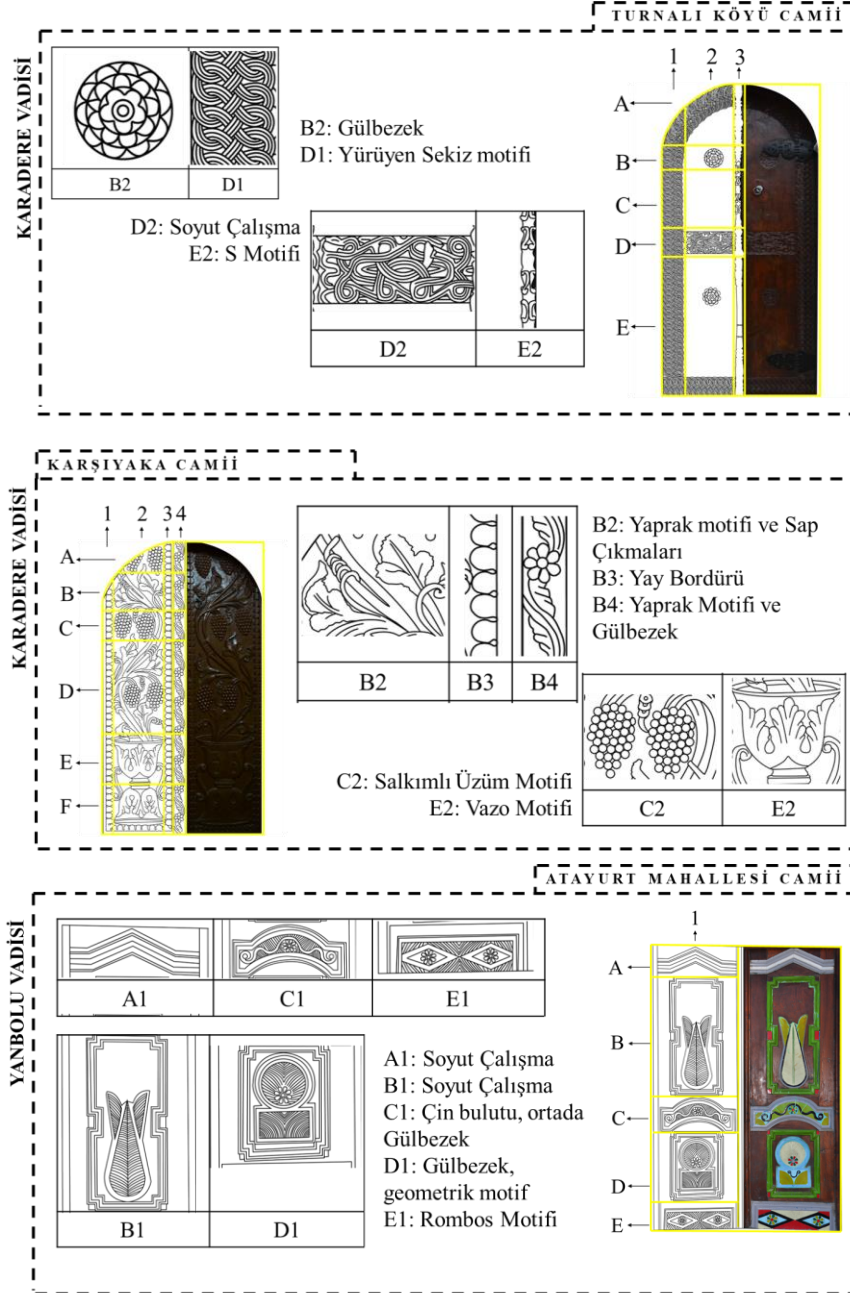 TURNALI KÖYÜ CAMİİ
KARADERE VADİSİ
1 2 3
A
B
C
D
E
B2 D1
B2: Gülbezek
D1: Yürüyen Sekiz motifi
D2: Soyut Çalışma
E2: S Motifi
D2 E2
KARŞIYAKA CAMİİ
KARADERE VADİSİ
1 2 3 4
A
B
C
D
E
F
B2 B3 B4
B2: Yaprak motifi ve Sap
Çıkmaları
B3: Yay Bordürü
B4: Yaprak Motifi ve
Gülbezek
C2: Salkımlı Üzüm Motifi
E2: Vazo Motifi
C2 E2
ATAYURT MAHALLESİ CAMİİ
YANBOLU VADİSİ
A1 C1 E1
B1 D1
A1: Soyut Çalışma
B1: Soyut Çalışma
C1: Çin bulutu, ortada
Gülbezek
D1: Gülbezek,
geometrik motif
E1: Rombos Motifi
1
A
B
C
D
E